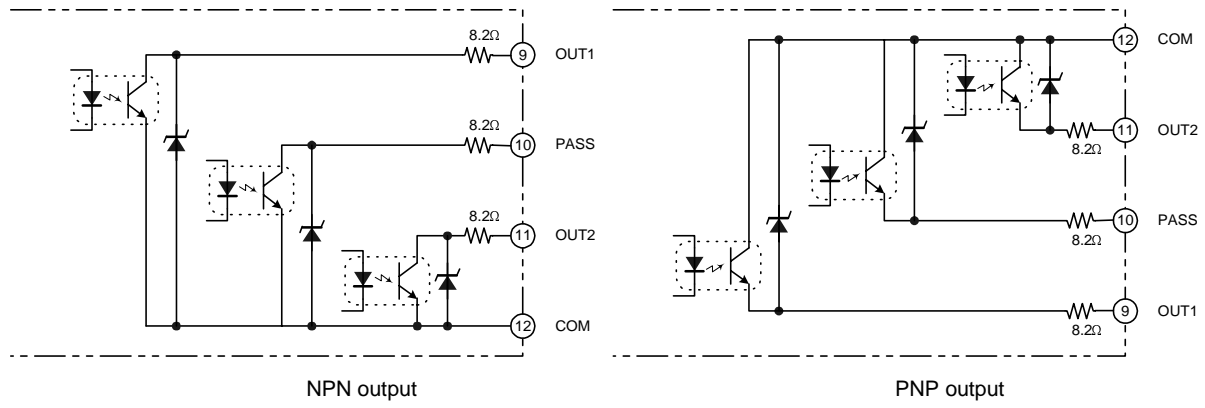 8.2Ω
9 OUT1
8.2Ω
10 PASS
8.2Ω
11 OUT2
12 COM
NPN output
12 COM
11 OUT2
8.2Ω
10 PASS
8.2Ω
9 OUT1
8.2Ω
PNP output